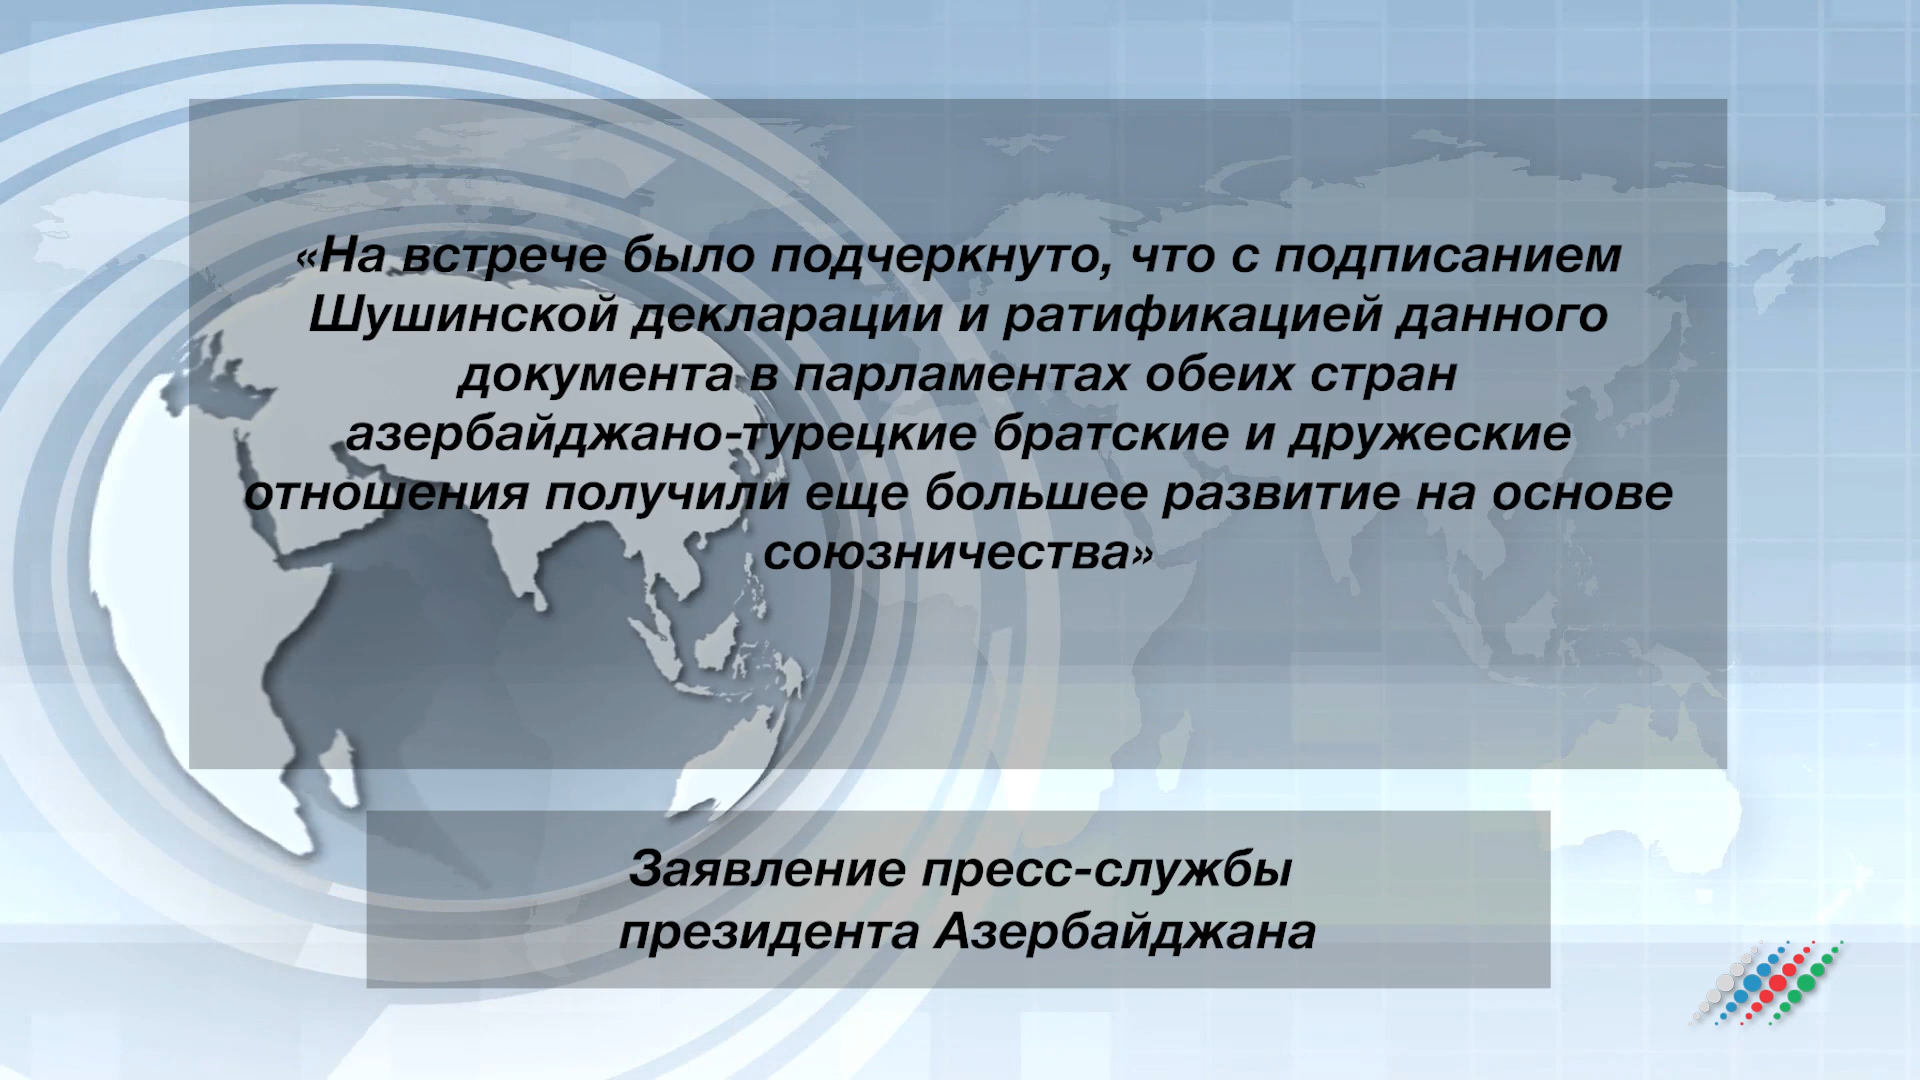 «На встрече было подчеркнуто, что с подписанием
Шушинской декларации и ратификацией данного
документа в парламентах обеих стран
азербайджано-турецкие братские и дружеские
отношения получили еще большее развитие на основе
союзничества»
Заявление пресс-службы
президента Азербайджана